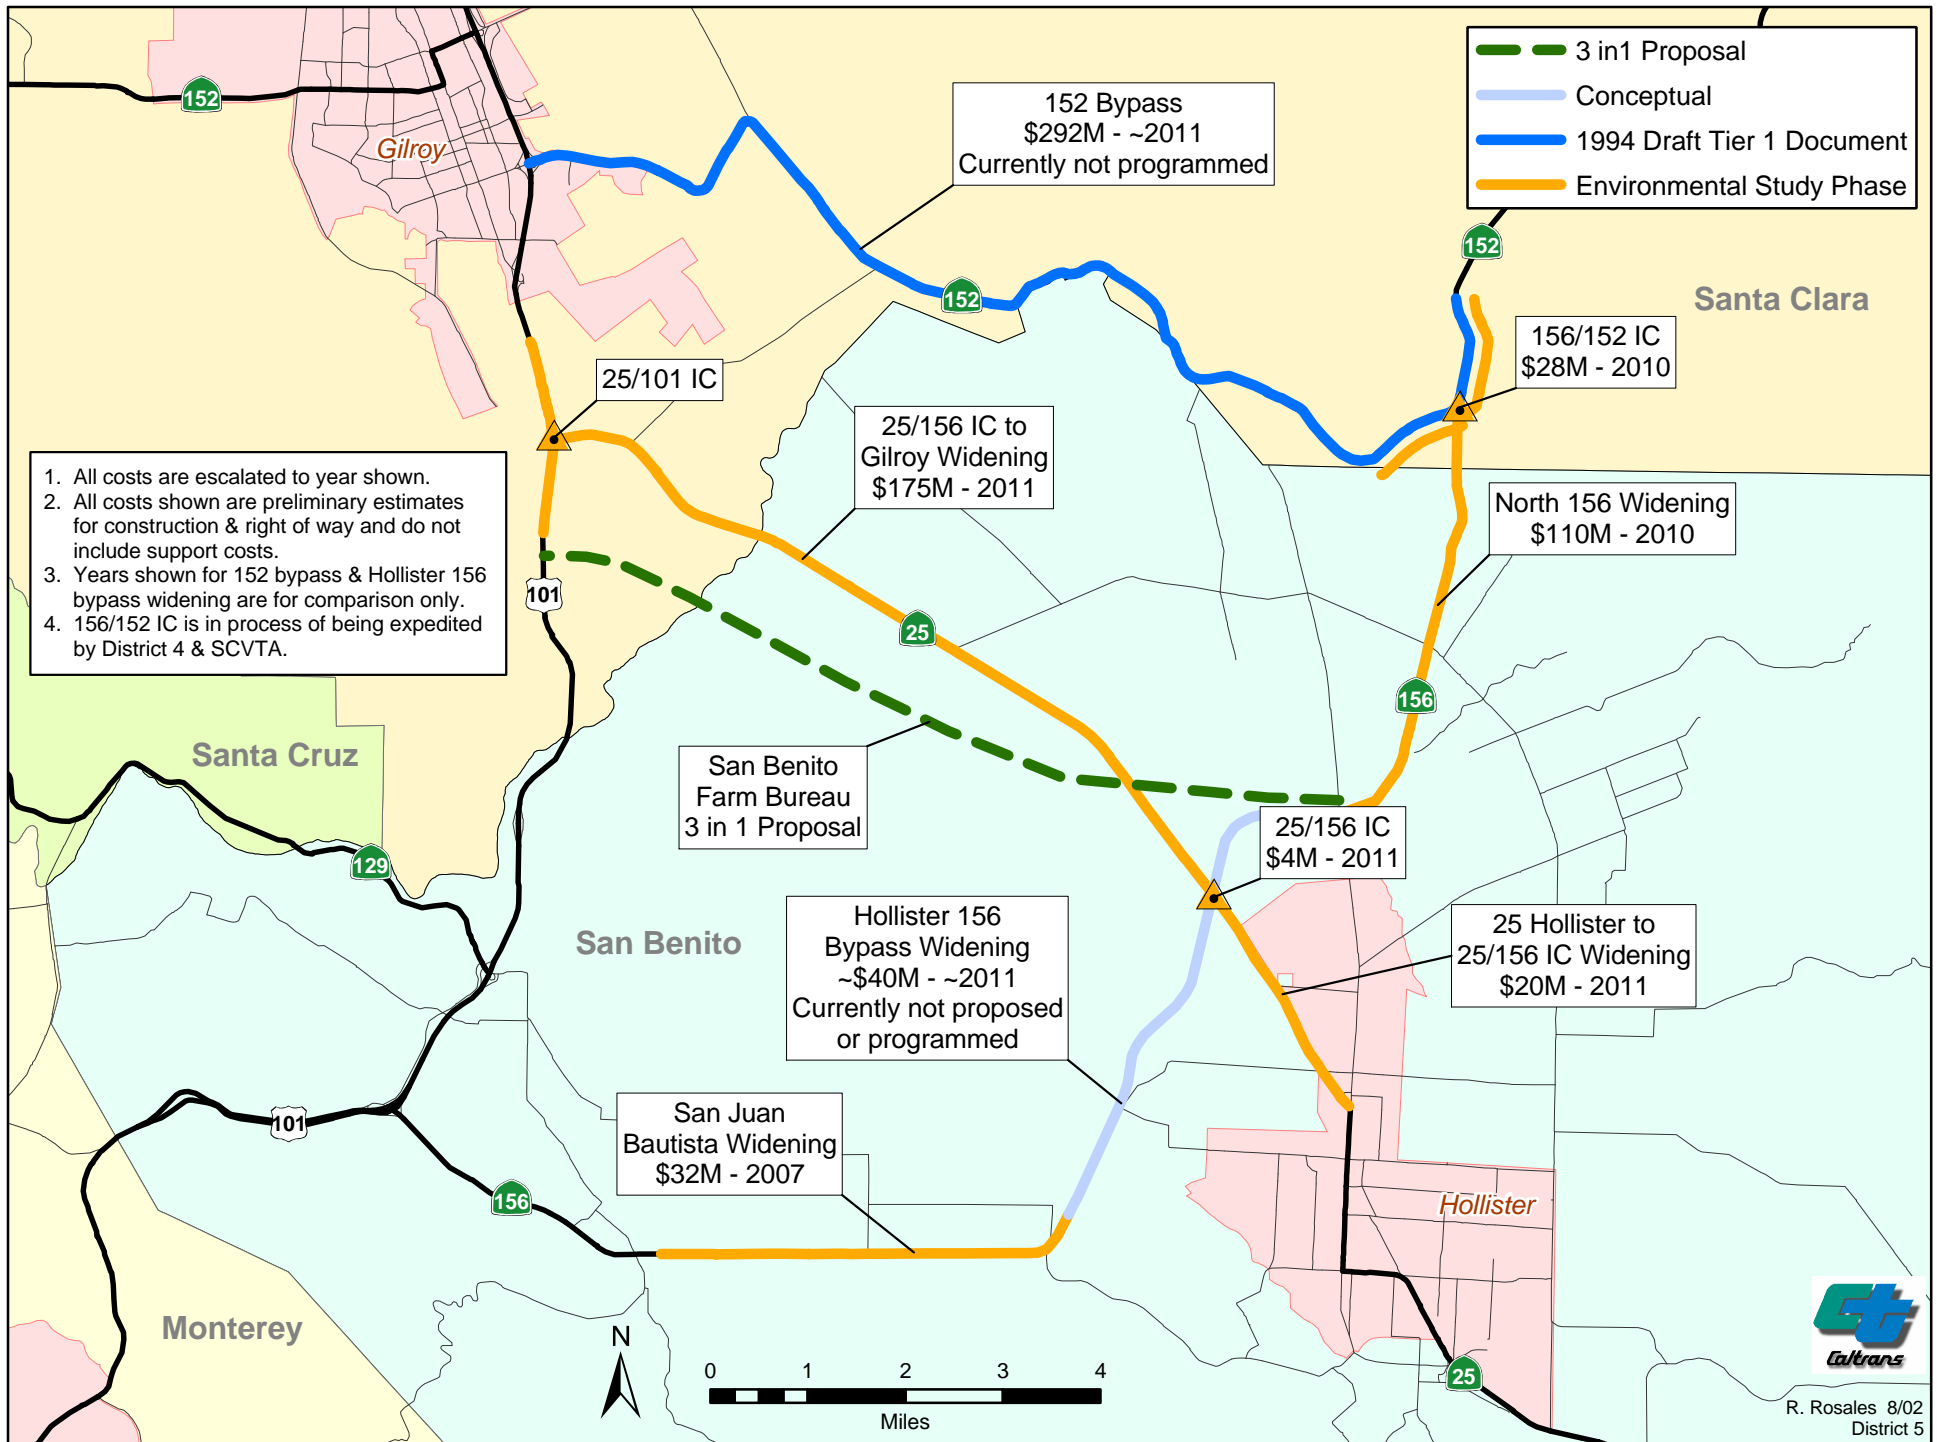 3 in1 Proposal
Conceptual
1994 Draft Tier 1 Document
Environmental Study Phase
152
Gilroy
152 Bypass
$292M - ~2011
Currently not programmed
152
152
Santa Clara
156/152 IC
$28M - 2010
25/101 IC
25/156 IC to
Gilroy Widening
$175M - 2011
1. All costs are escalated to year shown.
2. All costs shown are preliminary estimates
for construction & right of way and do not
include support costs.
3. Years shown for 152 bypass & Hollister 156
bypass widening are for comparison only.
4. 156/152 IC is in process of being expedited
by District 4 & SCVTA.
North 156 Widening
$110M - 2010
101
25
156
Santa Cruz
San Benito
Farm Bureau
3 in 1 Proposal
25/156 IC
$4M - 2011
129
San Benito
Hollister 156
Bypass Widening
~$40M - ~2011
Currently not proposed
or programmed
25 Hollister to
25/156 IC Widening
$20M - 2011
101
San Juan
Bautista Widening
$32M - 2007
156
Hollister
Monterey
N
0 1 2 3 4
Miles
25
Caltrans
R. Rosales 8/02
District 5